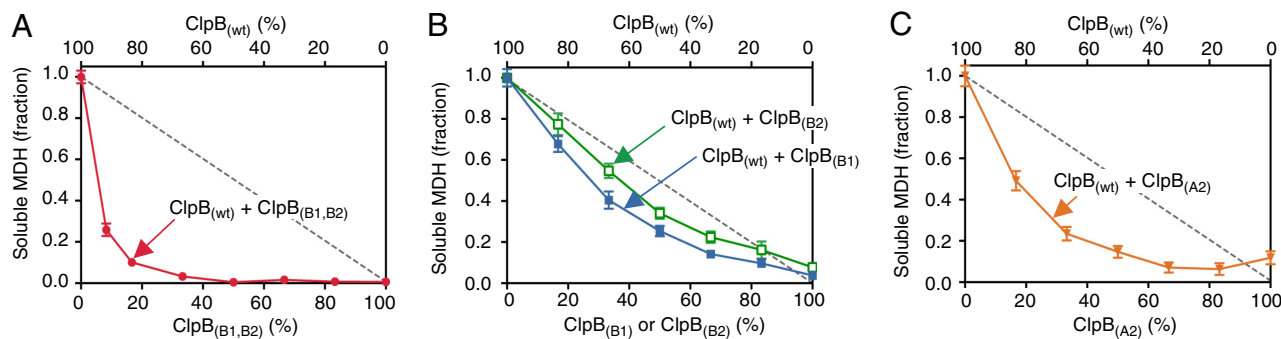 A
ClpB(wt) (%)
100 80 60 40 20 0
Soluble MDH (fraction)
1.0
0.8
0.6
0.4
0.2
0.0
ClpB(wt) + ClpB(B1,B2)
0 20 40 60 80 100
ClpB(B1,B2) (%)
B
ClpB(wt) (%)
100 80 60 40 20 0
Soluble MDH (fraction)
1.0
0.8
0.6
0.4
0.2
0.0
ClpB(wt) + ClpB(B2)
ClpB(wt) + ClpB(B1)
0 20 40 60 80 100
ClpB(B1) or ClpB(B2) (%)
C
ClpB(wt) (%)
100 80 60 40 20 0
Soluble MDH (fraction)
1.0
0.8
0.6
0.4
0.2
0.0
ClpB(wt) + ClpB(A2)
0 20 40 60 80 100
ClpB(A2) (%)